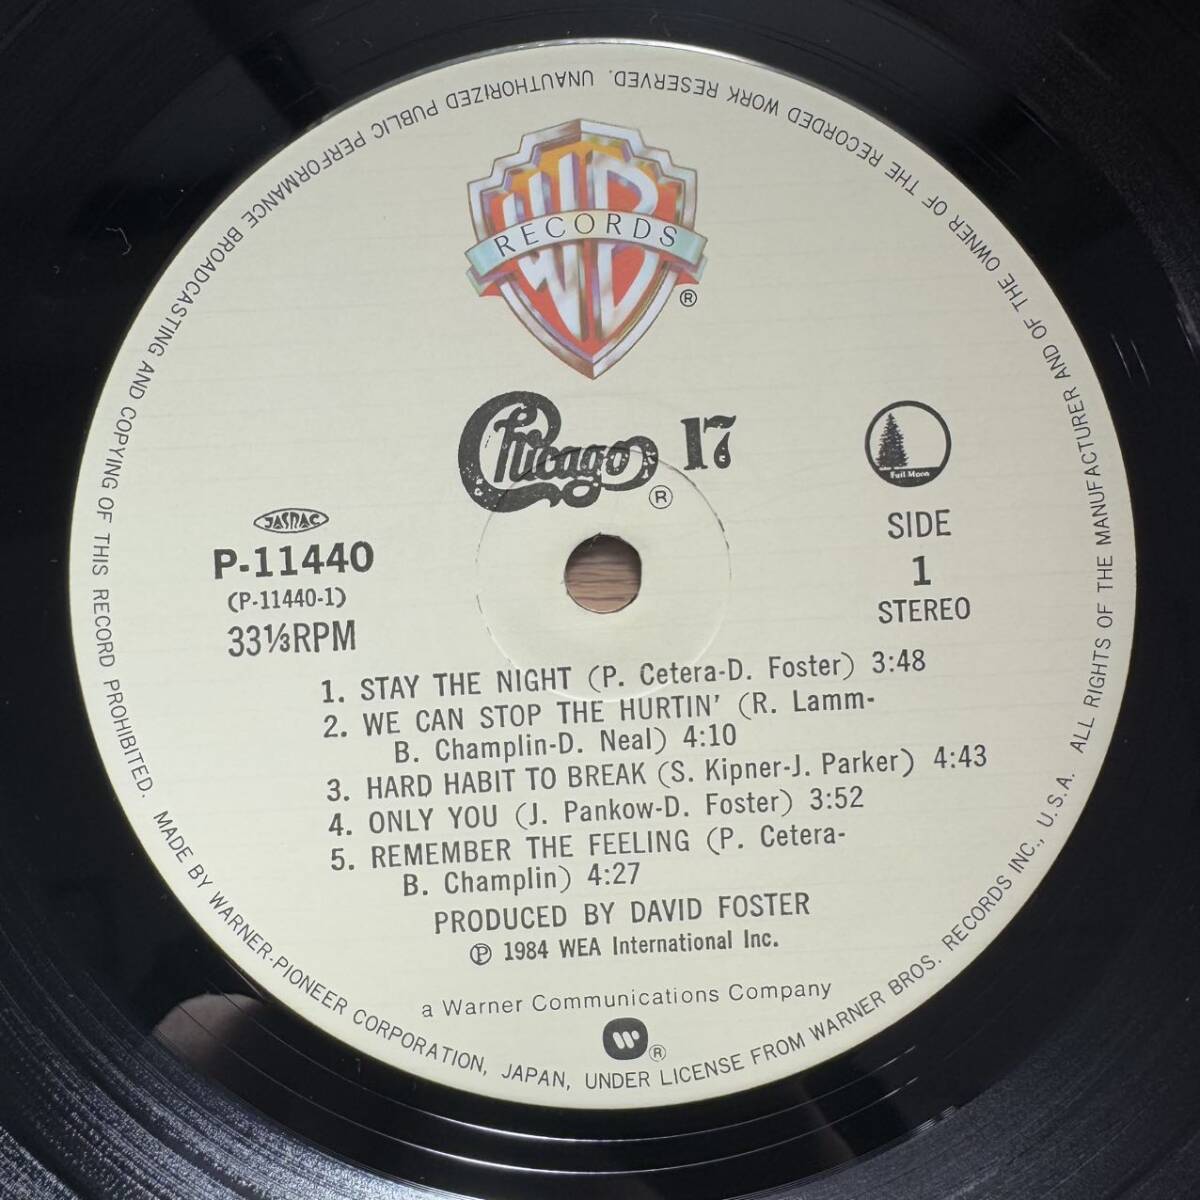 WB
RECORDS
®
Chicago 17
®
Full Moon
JASRAC
P-11440
(P-11440-1)
33⅓RPM
SIDE
1
STEREO
1. STAY THE NIGHT (P. Cetera-D. Foster) 3:48
2. WE CAN STOP THE HURTIN' (R. Lamm-
B. Champlin-D. Neal) 4:10
3. HARD HABIT TO BREAK (S. Kipner-J. Parker) 4:43
4. ONLY YOU (J. Pankow-D. Foster) 3:52
5. REMEMBER THE FEELING (P. Cetera-
B. Champlin) 4:27
PRODUCED BY DAVID FOSTER
℗ 1984 WEA International Inc.
a Warner Communications Company
®
MADE BY WARNER-PIONEER CORPORATION, JAPAN, UNDER LICENSE FROM WARNER BROS. RECORDS INC., U.S.A. ALL RIGHTS OF THE MANUFACTURER AND OF THE OWNER OF THE RECORDED WORK RESERVED. UNAUTHORIZED PUBLIC PERFORMANCE BROADCASTING AND COPYING OF THIS RECORD PROHIBITED.